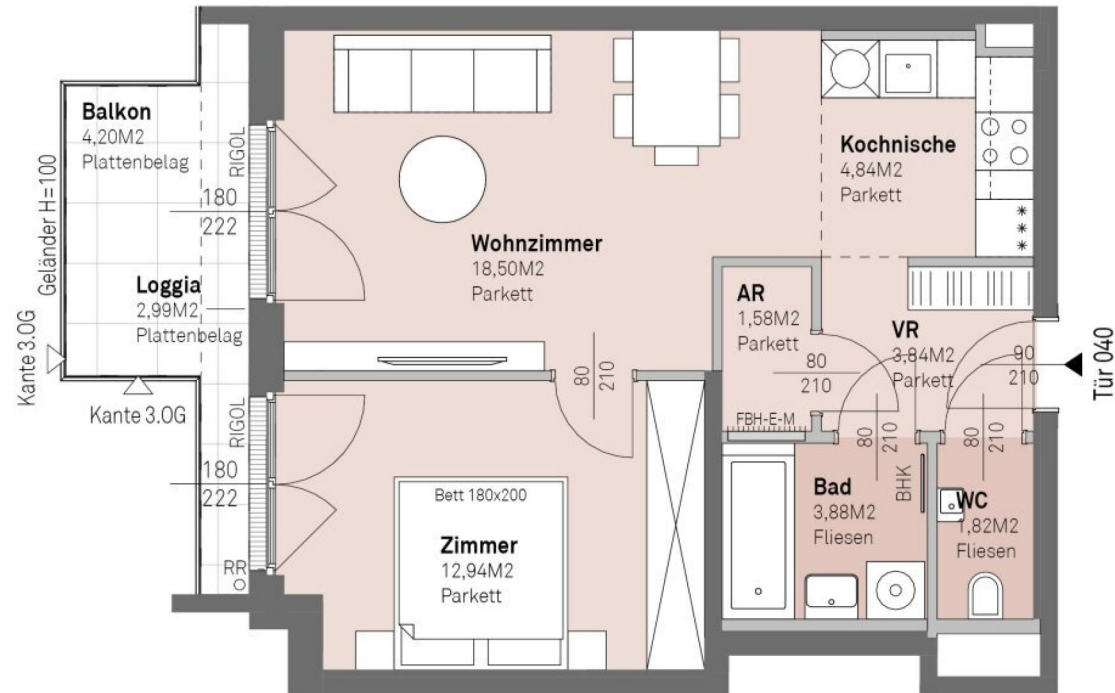 Balkon
4,20M2
Plattenbelag
RIGOL
Geländer H=100
180
222
Loggia
2,99M2
Plattenbelag
Kante 3.OG
Kante 3.OG
RIGOL
180
222
RR
Wohnzimmer
18,50M2
Parkett
Kochnische
4,84M2
Parkett
AR
1,58M2
Parkett
80
210
FBH-E-M
VR
3,84M2
Parkett
90
210
Tür 040
80
210
80
210
80
210
Bett 180x200
Zimmer
12,94M2
Parkett
Bad
3,88M2
Fliesen
BHK
WC
1,82M2
Fliesen